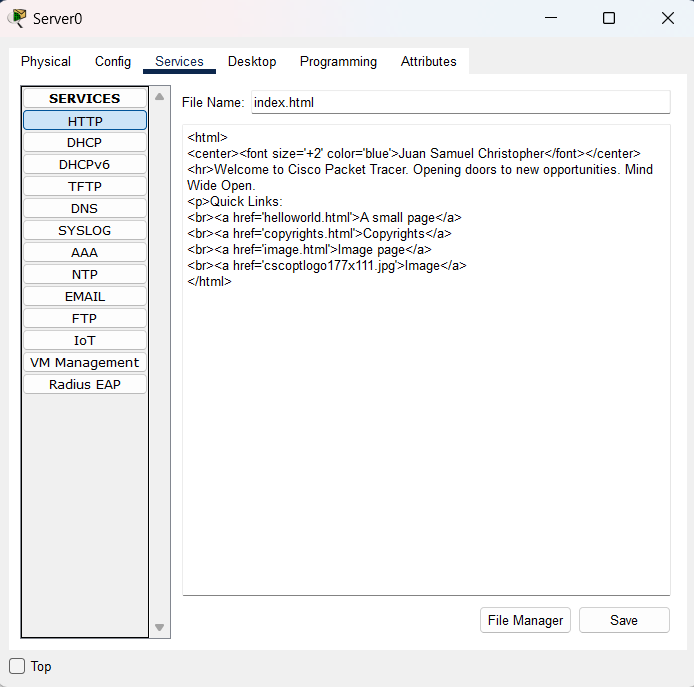 Server0
Physical Config Services Desktop Programming Attributes
SERVICES
HTTP
DHCP
DHCPv6
TFTP
DNS
SYSLOG
AAA
NTP
EMAIL
FTP
IoT
VM Management
Radius EAP
File Name: index.html
<html>
<center><font size='+2' color='blue'>Juan Samuel Christopher</font></center>
<hr>Welcome to Cisco Packet Tracer. Opening doors to new opportunities. Mind
Wide Open.
<p>Quick Links:
<br><a href='helloworld.html'>A small page</a>
<br><a href='copyrights.html'>Copyrights</a>
<br><a href='image.html'>Image page</a>
<br><a href='cscoptlogo177x111.jpg'>Image</a>
</html>
File Manager Save
Top